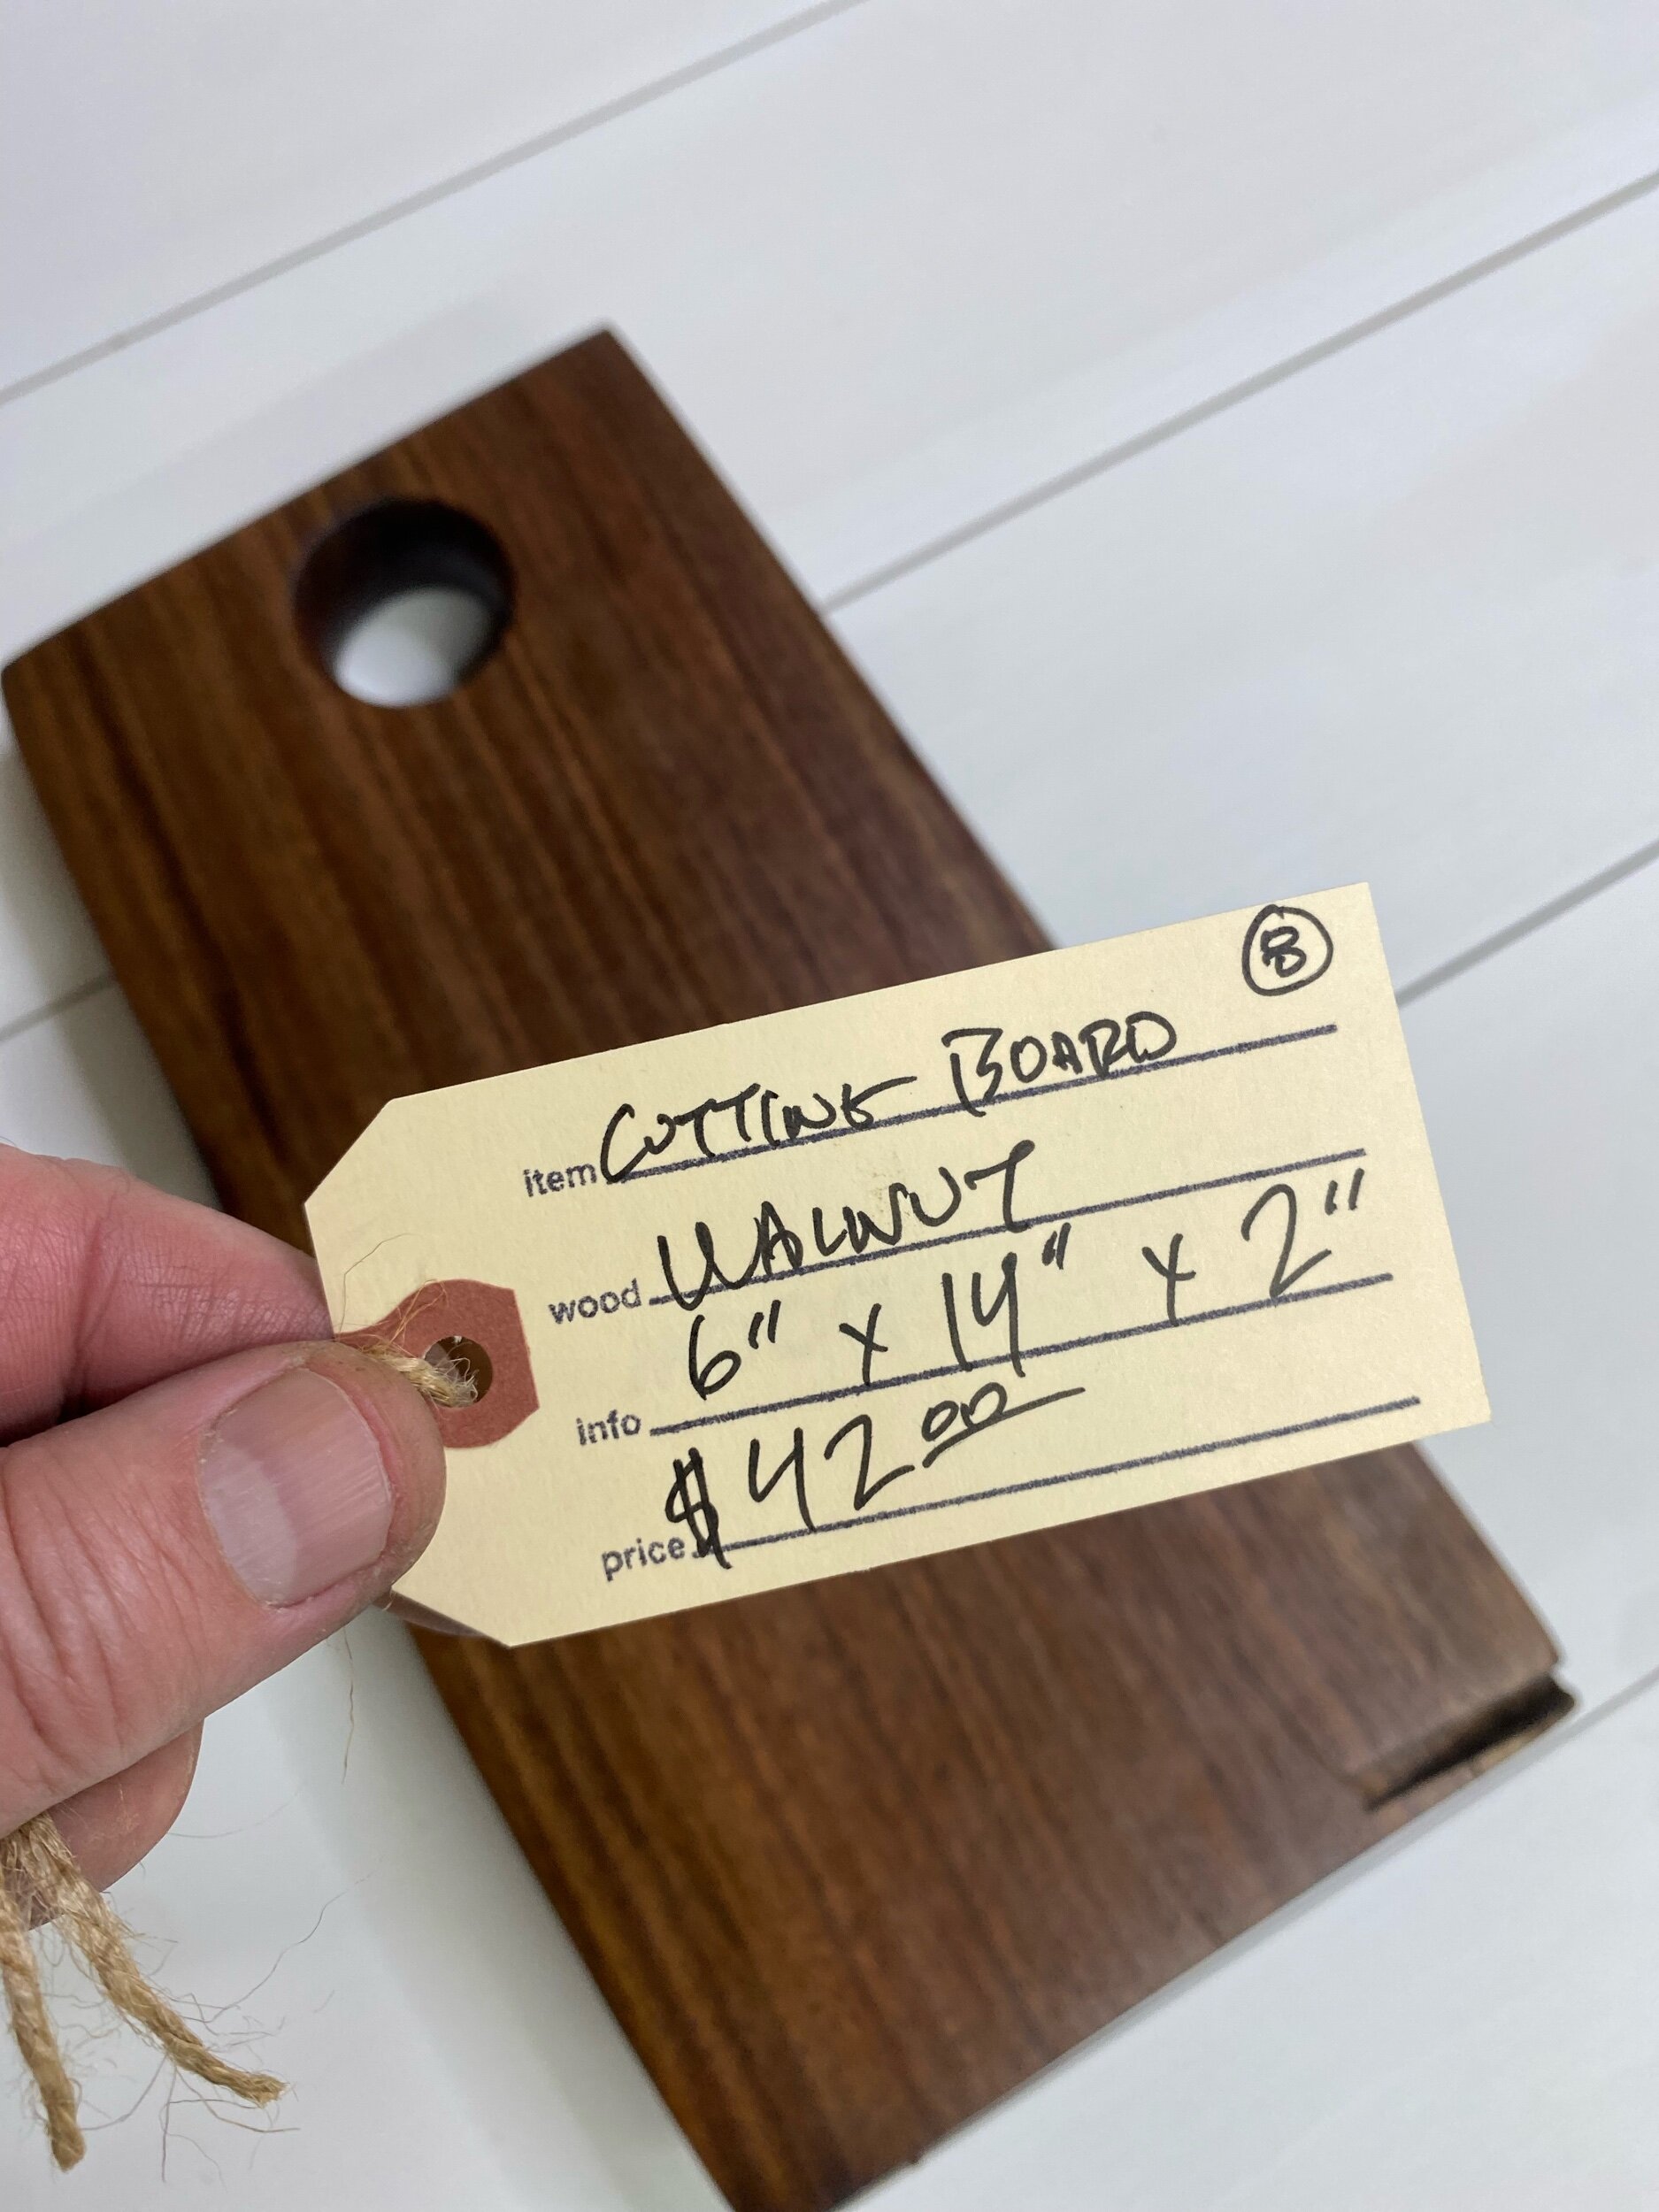 B
item CUTTING BOARD
wood WALNUT
info 6" x 14" x 2"
price $42.00